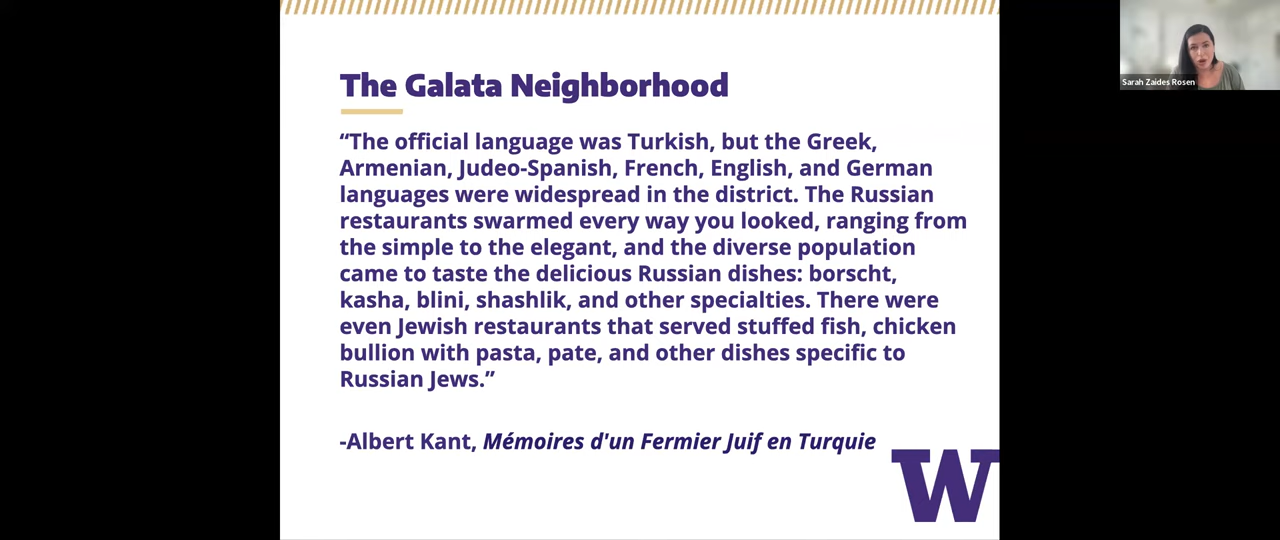 The Galata Neighborhood
“The official language was Turkish, but the Greek,
Armenian, Judeo-Spanish, French, English, and German
languages were widespread in the district. The Russian
restaurants swarmed every way you looked, ranging from
the simple to the elegant, and the diverse population
came to taste the delicious Russian dishes: borscht,
kasha, blini, shashlik, and other specialties. There were
even Jewish restaurants that served stuffed fish, chicken
bullion with pasta, pate, and other dishes specific to
Russian Jews.”
-Albert Kant, Mémoires d'un Fermier Juif en Turquie
W
Sarah Zaides Rosen